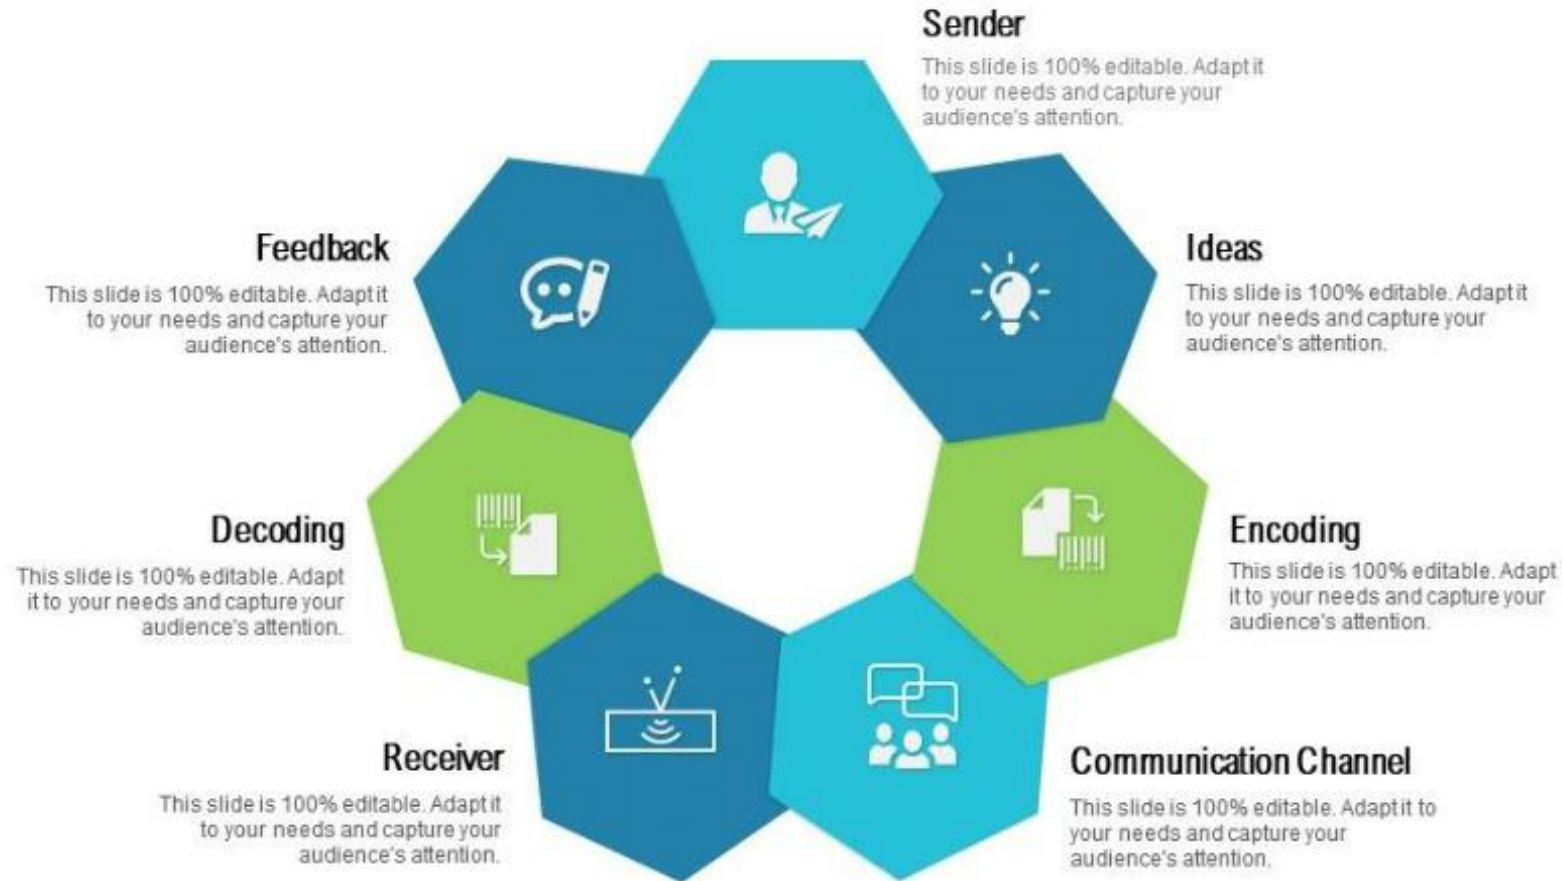 Sender
This slide is 100% editable. Adapt it
to your needs and capture your
audience's attention.
Ideas
This slide is 100% editable. Adapt it
to your needs and capture your
audience's attention.
Encoding
This slide is 100% editable. Adapt
it to your needs and capture your
audience's attention.
Communication Channel
This slide is 100% editable. Adapt it to
your needs and capture your
audience's attention.
Receiver
This slide is 100% editable. Adapt it
to your needs and capture your
audience's attention.
Decoding
This slide is 100% editable. Adapt
it to your needs and capture your
audience's attention.
Feedback
This slide is 100% editable. Adapt it
to your needs and capture your
audience's attention.